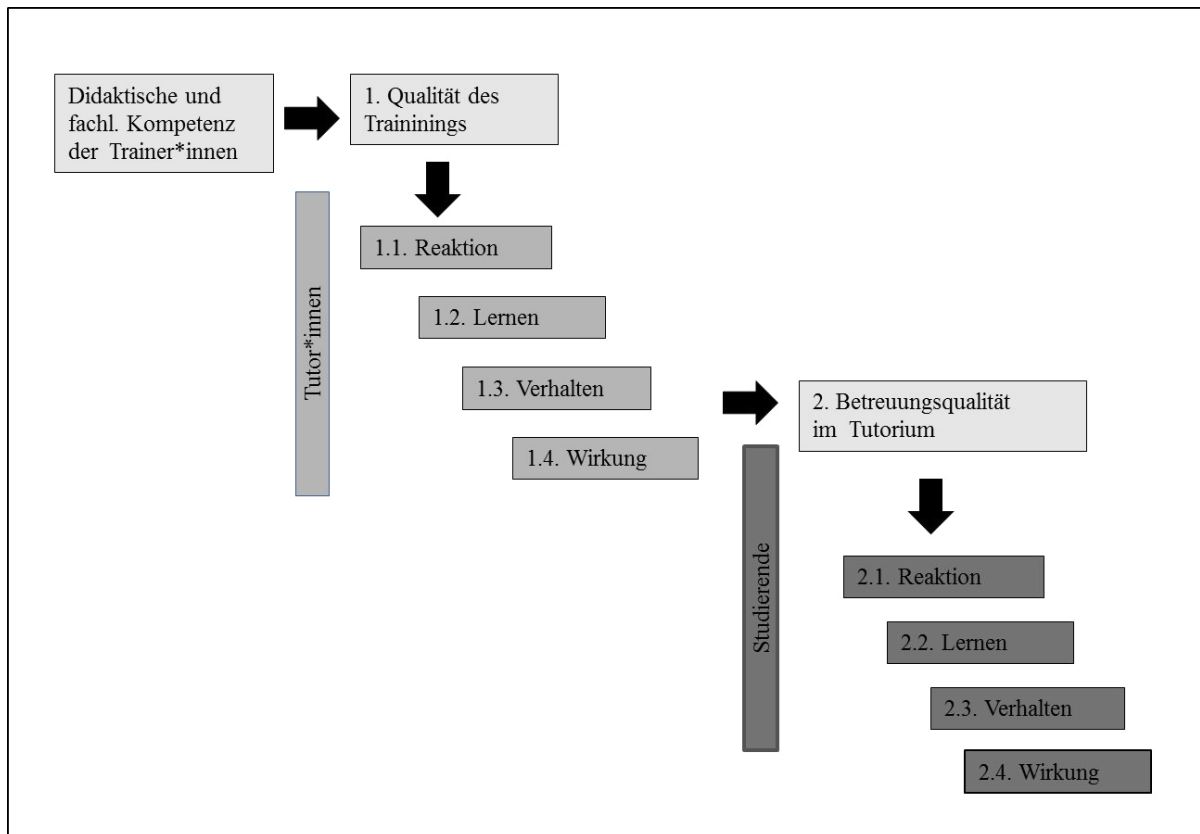 Didaktische und
fachl. Kompetenz
der Trainer*innen
1. Qualität des
Traininings
Tutor*innen
1.1. Reaktion
1.2. Lernen
1.3. Verhalten
1.4. Wirkung
2. Betreuungsqualität
im Tutorium
Studierende
2.1. Reaktion
2.2. Lernen
2.3. Verhalten
2.4. Wirkung